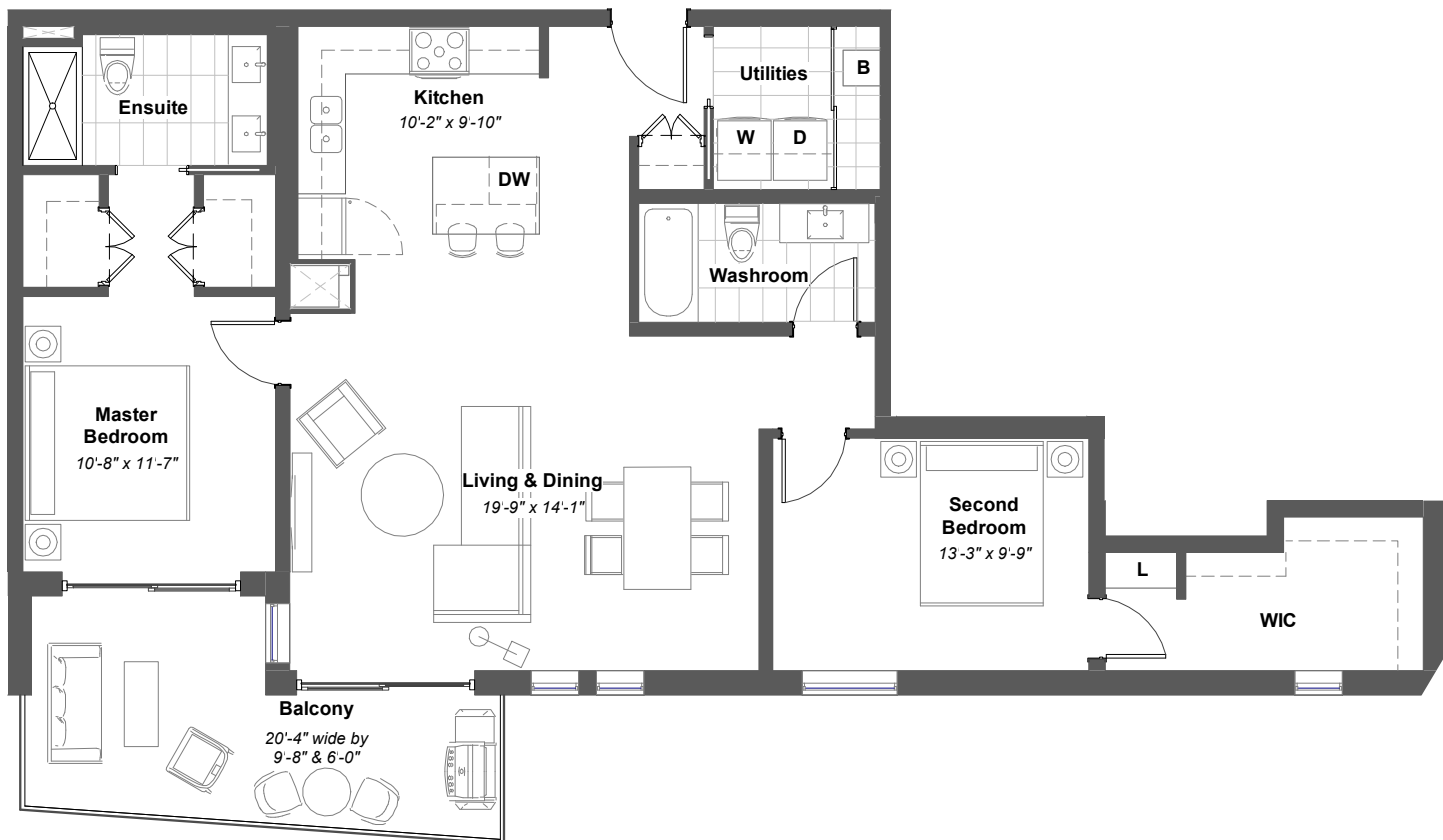 Ensuite
Kitchen
10'-2" x 9'-10"
Utilities
B
W
D
DW
Washroom
Master
Bedroom
10'-8" x 11'-7"
Living & Dining
19'-9" x 14'-1"
Second
Bedroom
13'-3" x 9'-9"
L
WIC
Balcony
20'-4" wide by
9'-8" & 6'-0"